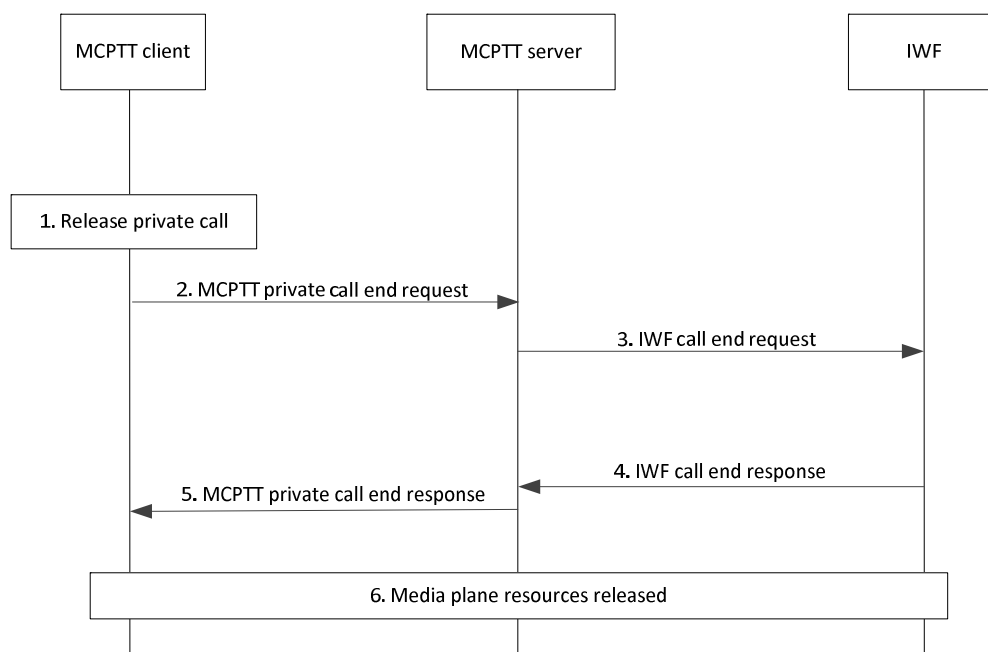 MCPTT client
MCPTT server
IWF
1. Release private call
2. MCPTT private call end request
3. IWF call end request
4. IWF call end response
5. MCPTT private call end response
6. Media plane resources released